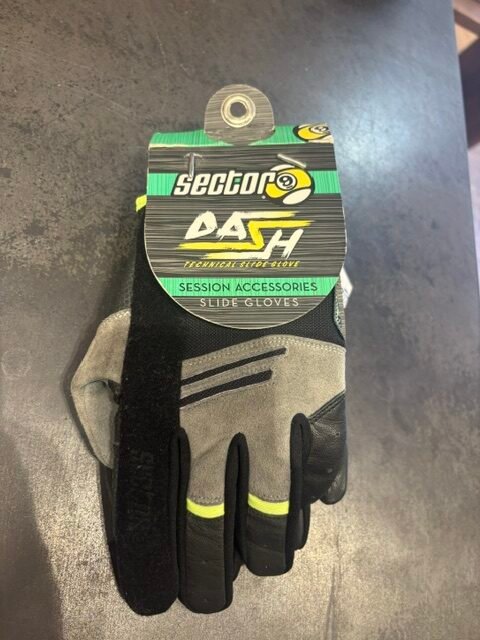 sector 9
DASH
TECHNICAL SLIDE GLOVE
SESSION ACCESSORIES
SLIDE GLOVES